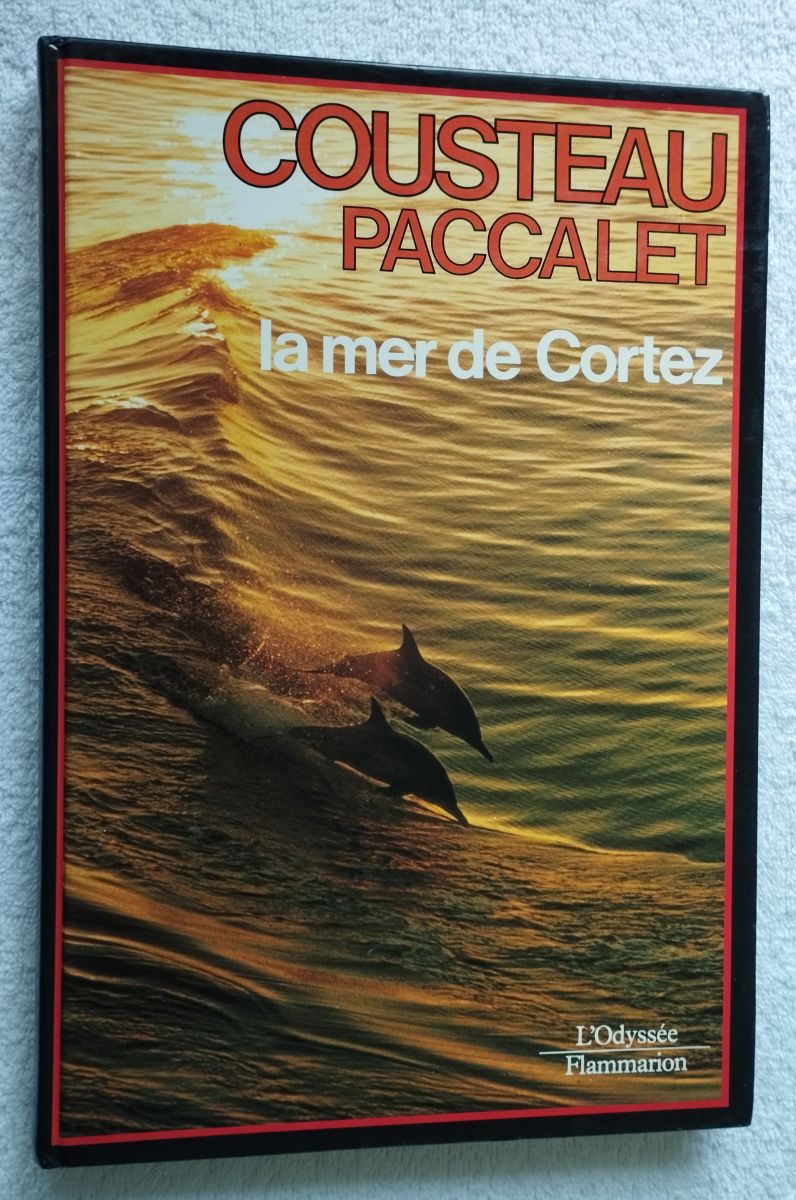 COUSTEAU
PACCALET
la mer de Cortez
L'Odyssée
Flammarion